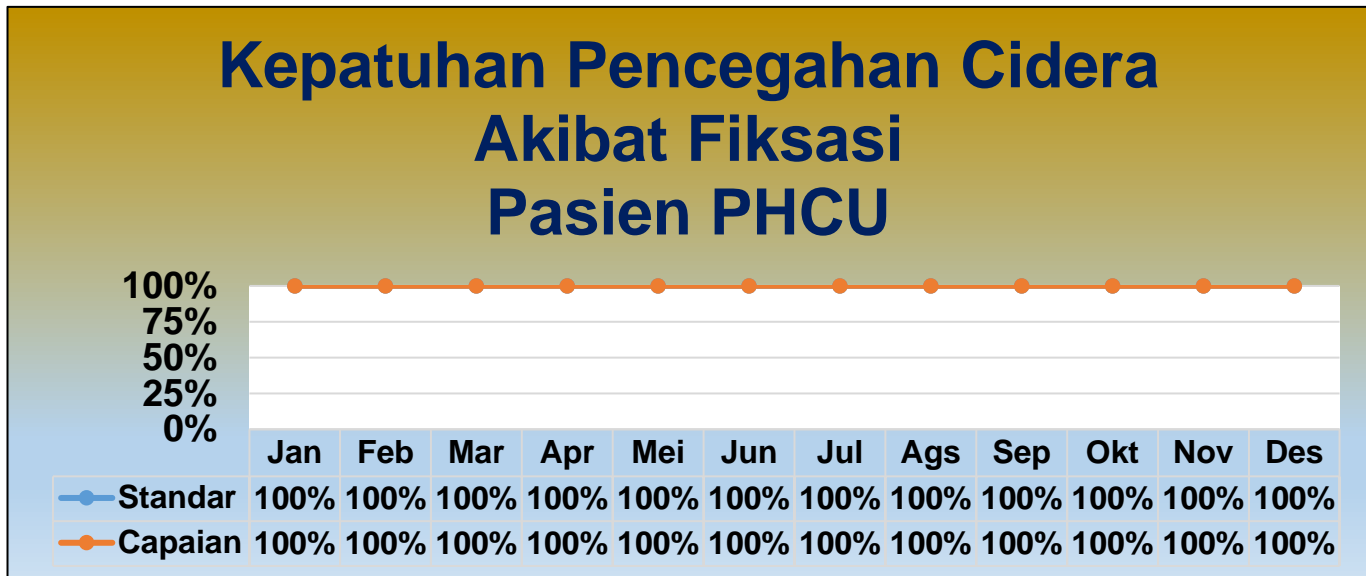 Kepatuhan Pencegahan Cidera
Akibat Fiksasi
Pasien PHCU
100%
75%
50%
25%
0%
Jan Feb Mar Apr Mei Jun Jul Ags Sep Okt Nov Des
Standar 100% 100% 100% 100% 100% 100% 100% 100% 100% 100% 100% 100%
Capaian 100% 100% 100% 100% 100% 100% 100% 100% 100% 100% 100% 100%